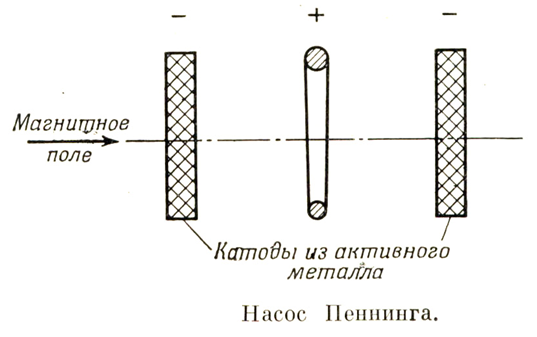 − + −
Магнитное
поле
Катоды из активного
металла
Насос Пеннинга.